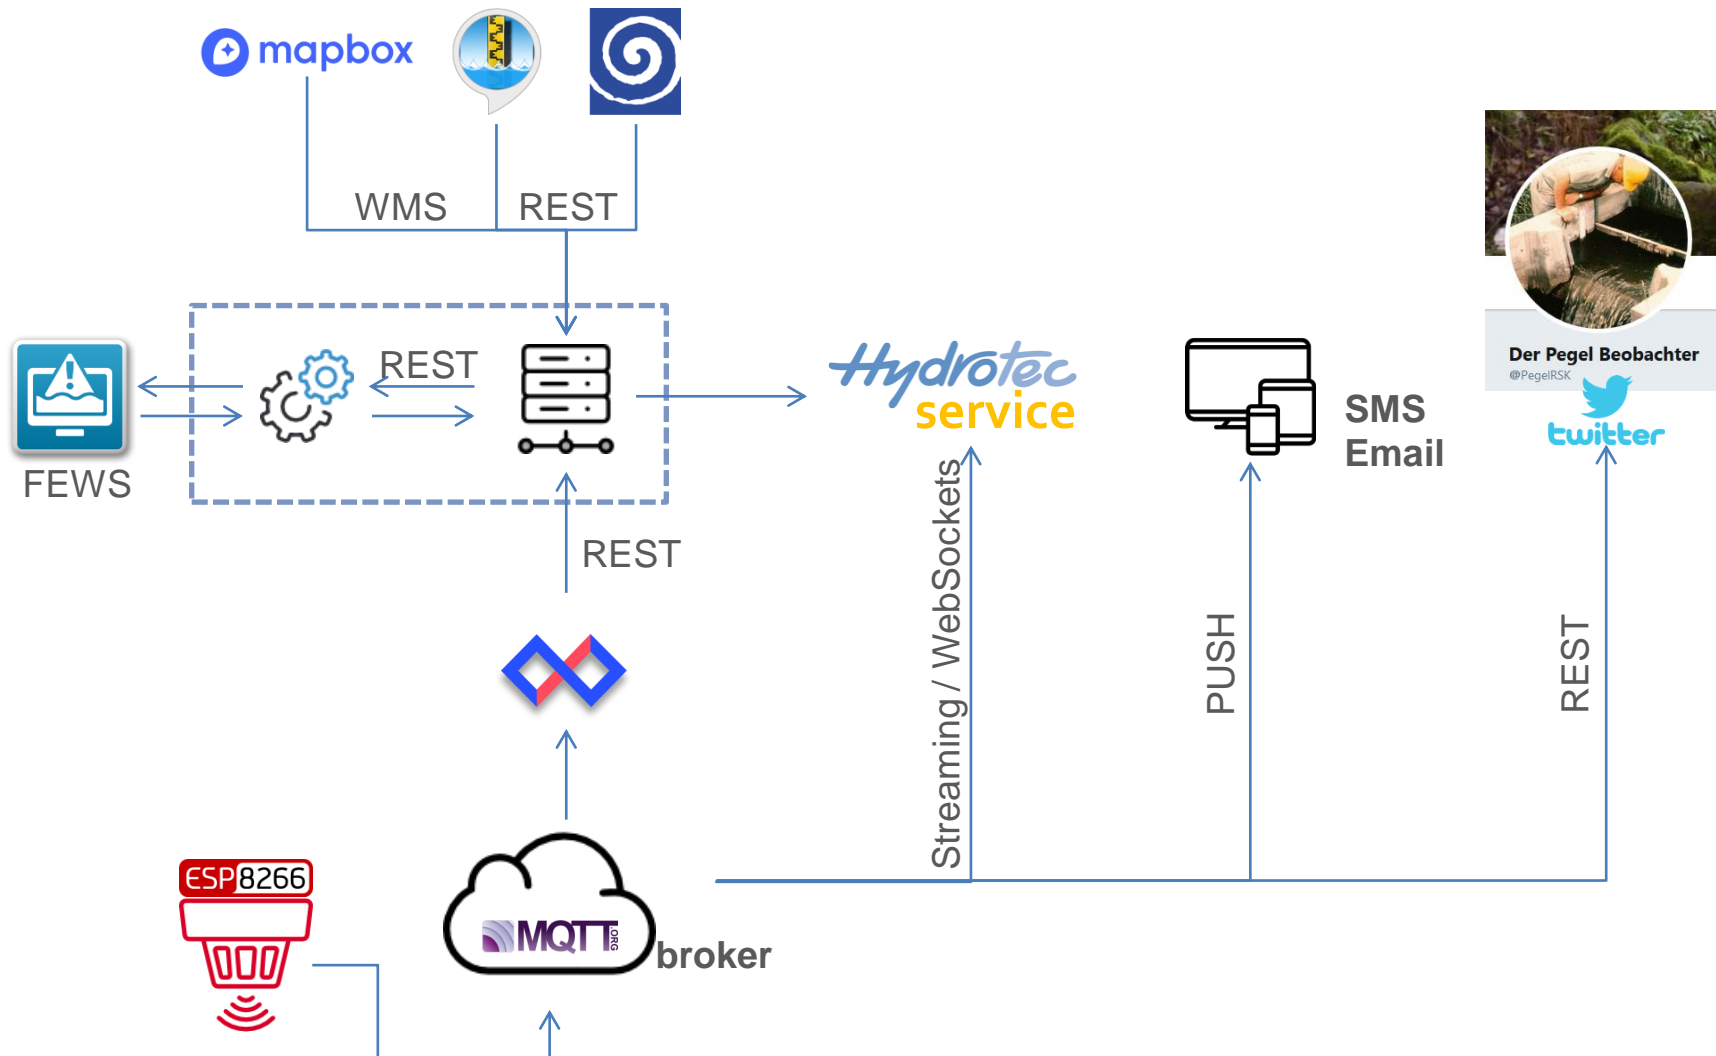 mapbox
WMS
REST
REST
FEWS
Hydrotec
service
SMS
Email
Der Pegel Beobachter
@PegelRSK
twitter
REST
Streaming / WebSockets
PUSH
REST
ESP8266
MQTT
.ORG
broker